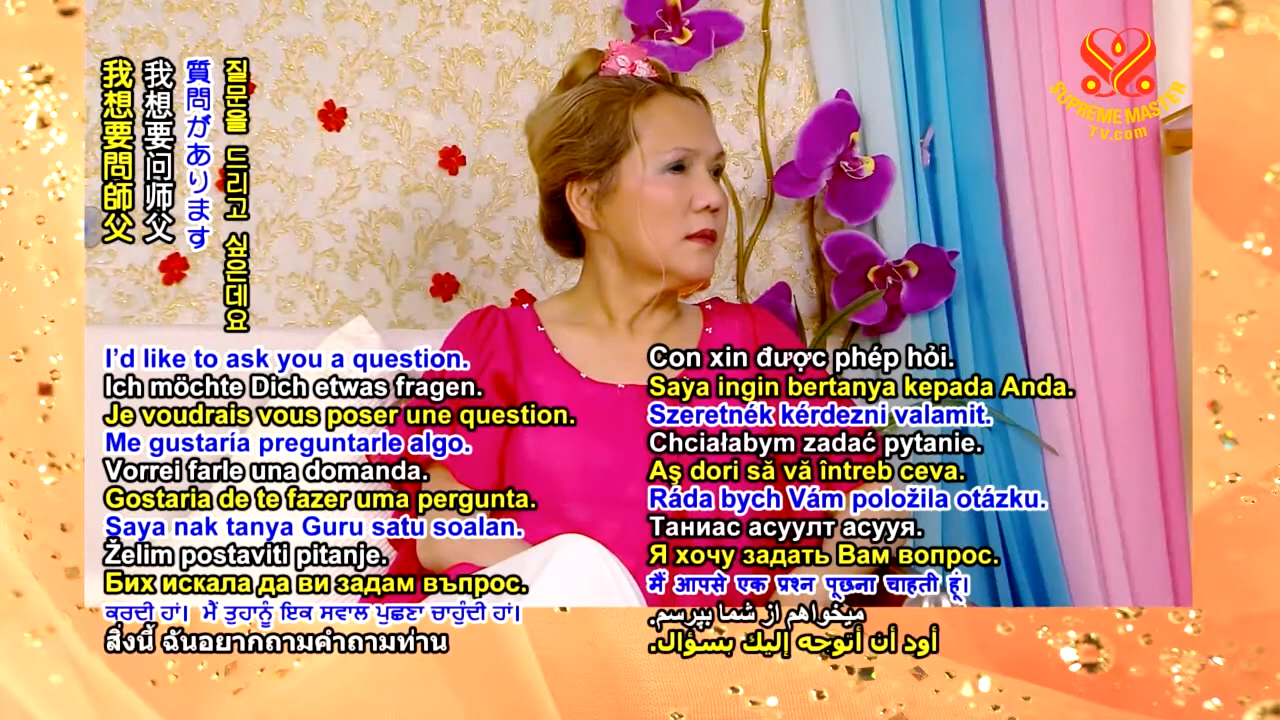 我想要問師父
我想要问师父
質問があります
질문을 드리고 싶은데요
SUPREME MASTER
TV.com
I'd like to ask you a question.
Ich möchte Dich etwas fragen.
Je voudrais vous poser une question.
Me gustaría preguntarle algo.
Vorrei farle una domanda.
Gostaria de te fazer uma pergunta.
Saya nak tanya Guru satu soalan.
Želim postaviti pitanje.
Бих искала да ви задам въпрос.
ਕਰਦੀ ਹਾਂ। ਮੈਂ ਤੁਹਾਨੂੰ ਇਕ ਸਵਾਲ ਪੁਛਣਾ ਚਾਹੁੰਦੀ ਹਾਂ।
สิ่งนี้ ฉันอยากถามคำถามท่าน
Con xin được phép hỏi.
Saya ingin bertanya kepada Anda.
Szeretnék kérdezni valamit.
Chciałabym zadać pytanie.
Aş dori să vă întreb ceva.
Ráda bych Vám položila otázku.
Таниас асуулт асууя.
Я хочу задать Вам вопрос.
मैं आपसे एक प्रश्न पूछना चाहती हूं।
میخواهم از شما بپرسم.
أود أن أتوجه إليك بسؤال.